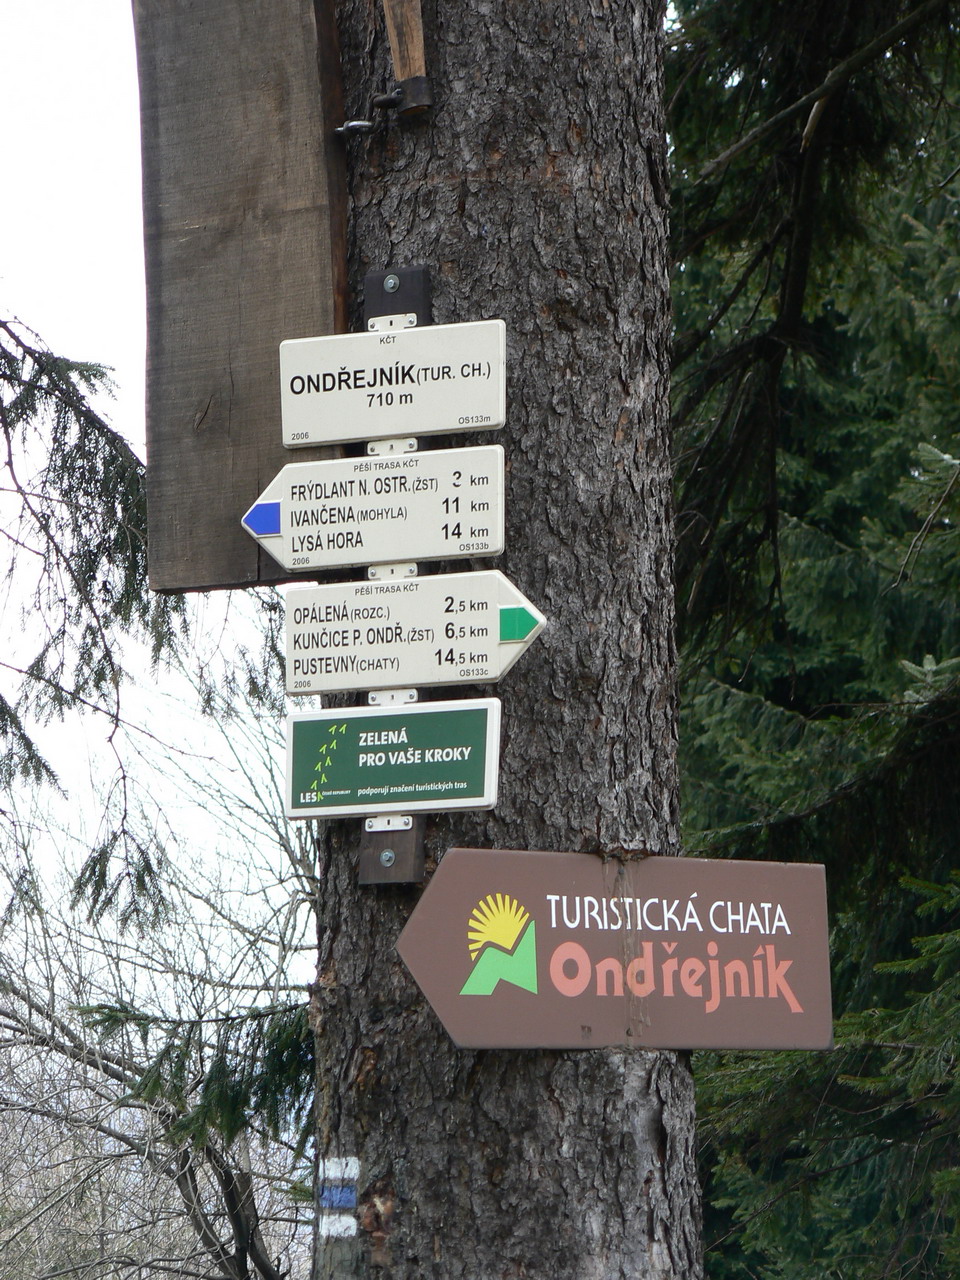 KČT
ONDŘEJNÍK (TUR. CH.)
710 m
2006 OS133m
PĚŠÍ TRASA KČT
FRÝDLANT N. OSTR. (ŽST) 3 km
IVANČENA (MOHYLA) 11 km
LYSÁ HORA 14 km
2006 OS133b
PĚŠÍ TRASA KČT
OPÁLENÁ (ROZC.) 2,5 km
KUNČICE P. ONDŘ. (ŽST) 6,5 km
PUSTEVNY (CHATY) 14,5 km
2006 OS133c
ZELENÁ
PRO VAŠE KROKY
LESY ČESKÉ REPUBLIKY podporují značení turistických tras
TURISTICKÁ CHATA
Ondřejník